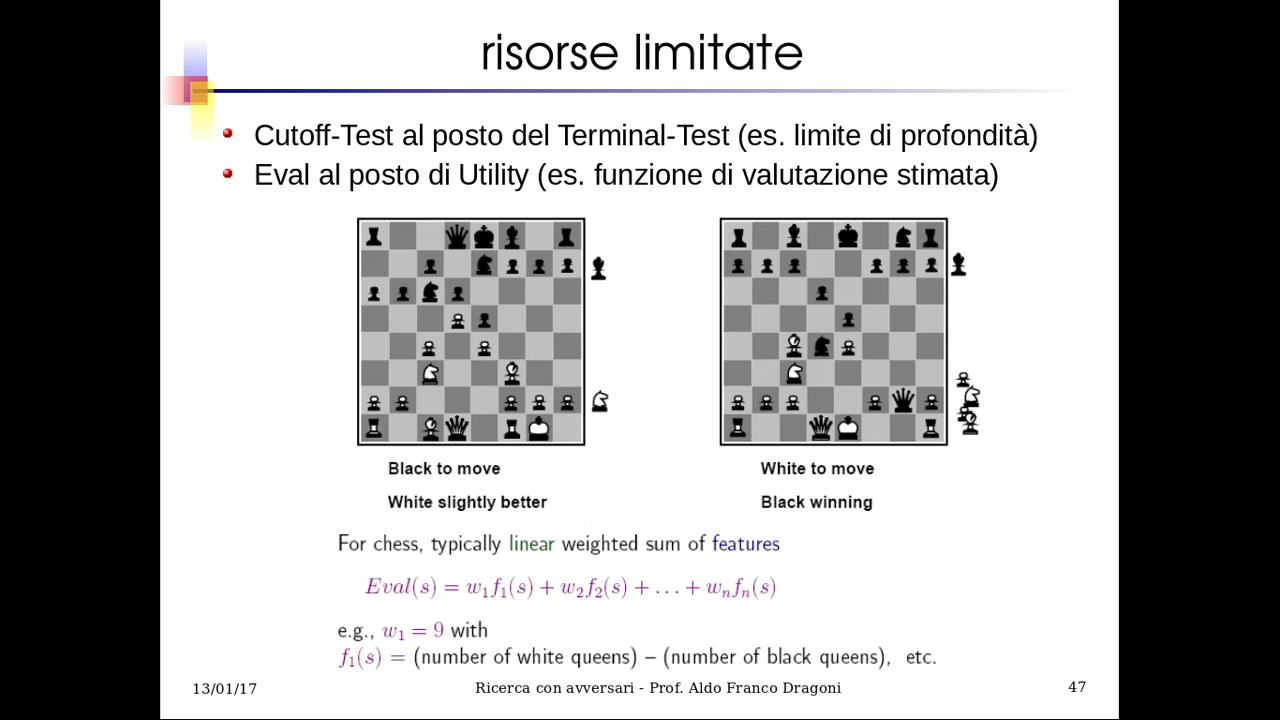 risorse limitate
Cutoff-Test al posto del Terminal-Test (es. limite di profondità)
Eval al posto di Utility (es. funzione di valutazione stimata)
Black to move
White slightly better
White to move
Black winning
For chess, typically linear weighted sum of features
Eval(s) = w₁f₁(s) + w₂f₂(s) + . . . + wₙfₙ(s)
e.g., w₁ = 9 with
f₁(s) = (number of white queens) – (number of black queens), etc.
13/01/17
Ricerca con avversari - Prof. Aldo Franco Dragoni
47